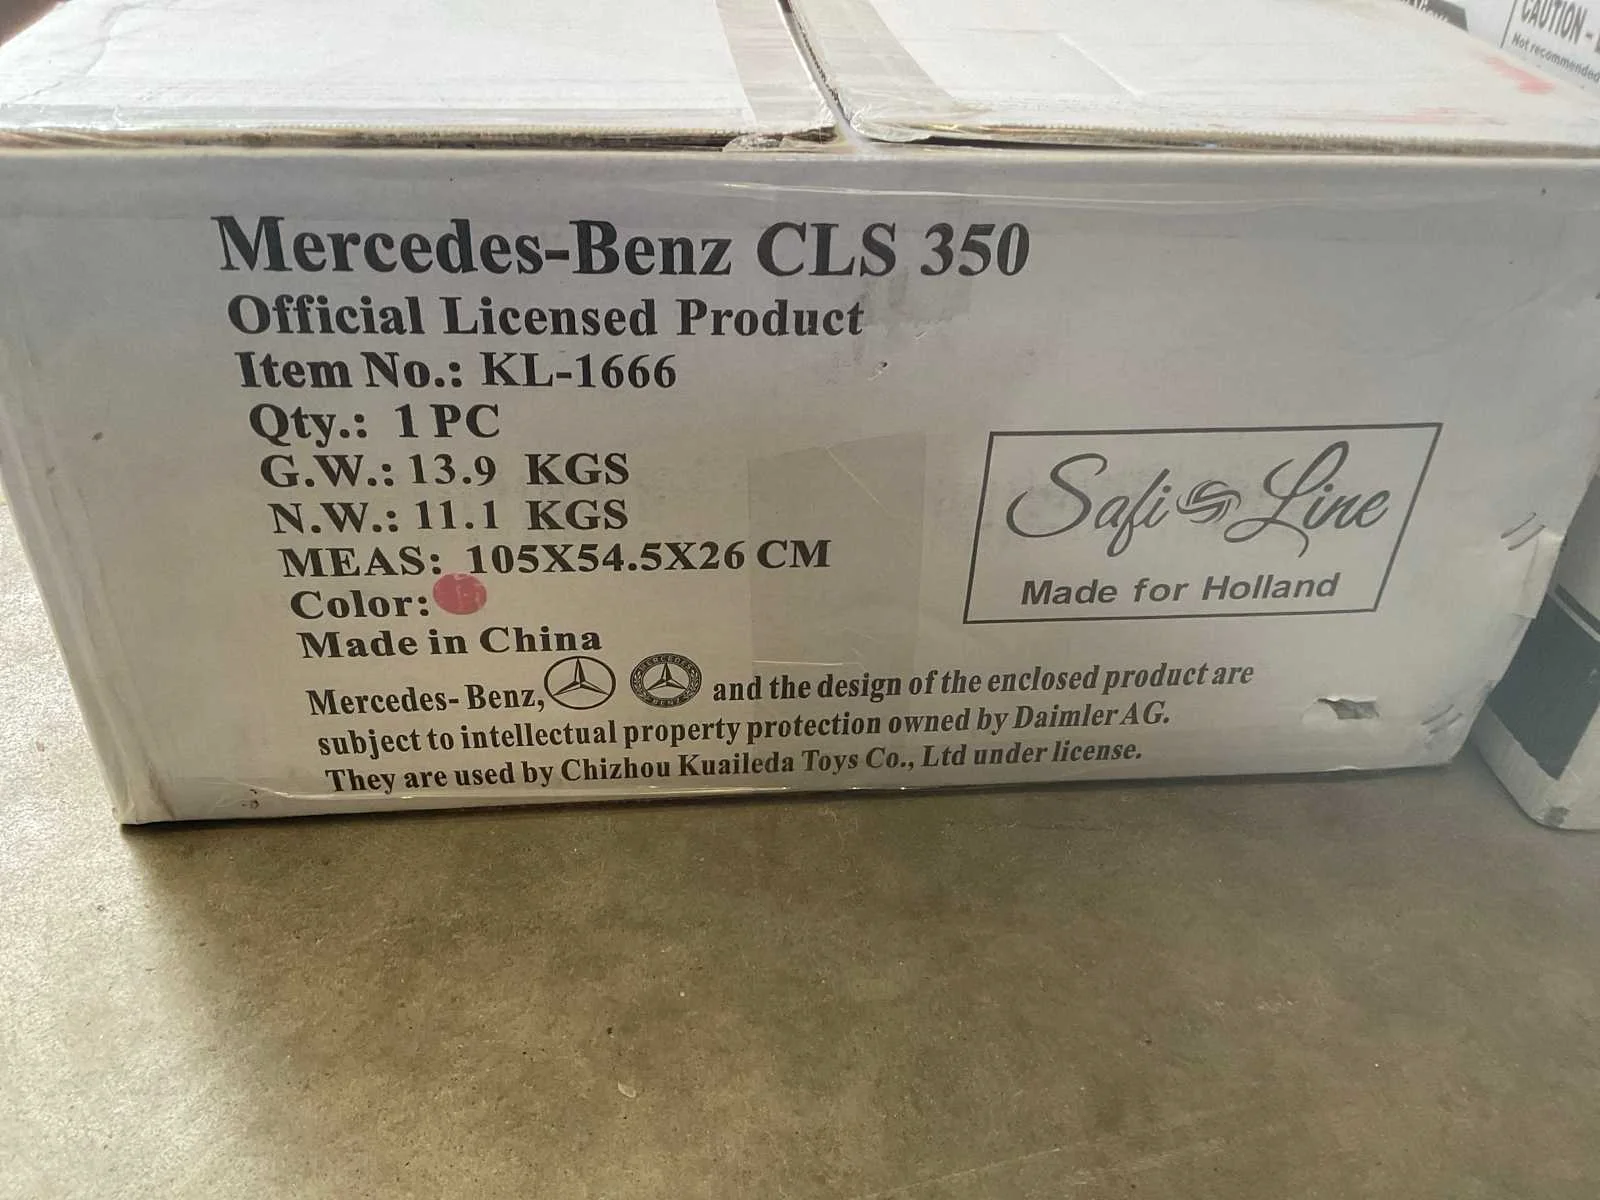 Mercedes-Benz CLS 350
Official Licensed Product
Item No.: KL-1666
Qty.: 1 PC
G.W.: 13.9 KGS
N.W.: 11.1 KGS
MEAS: 105X54.5X26 CM
Color:
Made in China
Mercedes- Benz, MERCEDES BENZ and the design of the enclosed product are
subject to intellectual property protection owned by Daimler AG.
They are used by Chizhou Kuaileda Toys Co., Ltd under license.
Safi Line
Made for Holland
CAUTION -
Not recommended